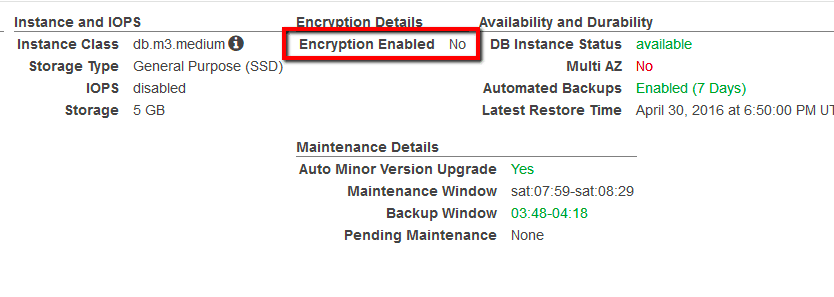 Instance and IOPS
Instance Class db.m3.medium
Storage Type General Purpose (SSD)
IOPS disabled
Storage 5 GB
Encryption Details
Encryption Enabled No
Availability and Durability
DB Instance Status available
Multi AZ No
Automated Backups Enabled (7 Days)
Latest Restore Time April 30, 2016 at 6:50:00 PM UT
Maintenance Details
Auto Minor Version Upgrade Yes
Maintenance Window sat:07:59-sat:08:29
Backup Window 03:48-04:18
Pending Maintenance None